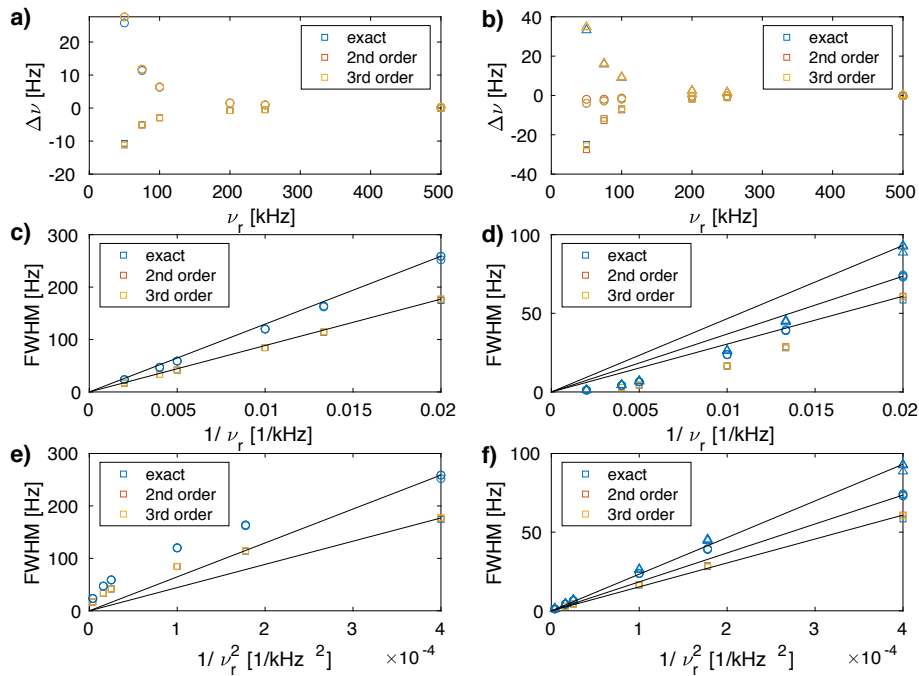 a)
20
10
0
-10
-20
Δν [Hz]
0 100 200 300 400 500
ν_r [kHz]
exact
2nd order
3rd order
b)
40
20
0
-20
-40
Δν [Hz]
0 100 200 300 400 500
ν_r [kHz]
exact
2nd order
3rd order
c)
300
200
100
0
FWHM [Hz]
0 0.005 0.01 0.015 0.02
1/ ν_r [1/kHz]
exact
2nd order
3rd order
d)
100
50
0
FWHM [Hz]
0 0.005 0.01 0.015 0.02
1/ ν_r [1/kHz]
exact
2nd order
3rd order
e)
300
200
100
0
FWHM [Hz]
0 1 2 3 4
×10⁻⁴
1/ ν_r² [1/kHz ²]
exact
2nd order
3rd order
f)
100
50
0
FWHM [Hz]
0 1 2 3 4
×10⁻⁴
1/ ν_r² [1/kHz ²]
exact
2nd order
3rd order